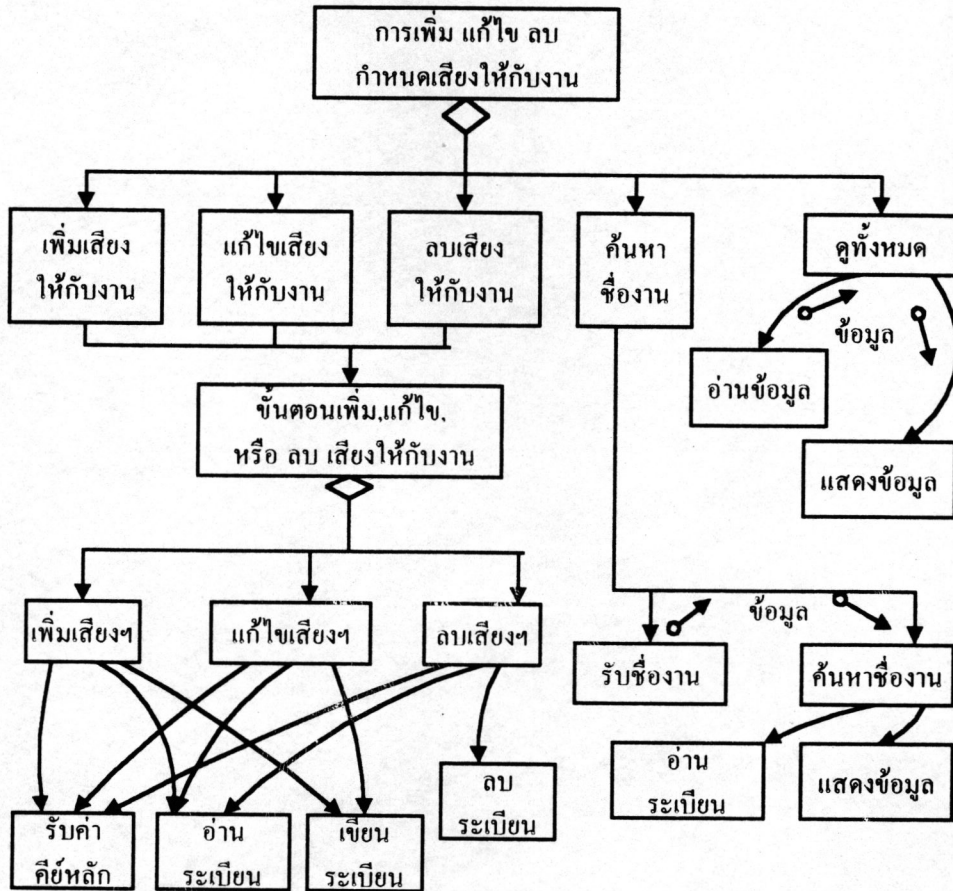 การเพิ่ม แก้ไข ลบ
กำหนดเสียงให้กับงาน
เพิ่มเสียง
ให้กับงาน
แก้ไขเสียง
ให้กับงาน
ลบเสียง
ให้กับงาน
ค้นหา
ชื่องาน
ดูทั้งหมด
ข้อมูล
อ่านข้อมูล
แสดงข้อมูล
ขั้นตอนเพิ่ม,แก้ไข,
หรือ ลบ เสียงให้กับงาน
เพิ่มเสียงฯ
แก้ไขเสียงฯ
ลบเสียงฯ
ข้อมูล
รับชื่องาน
ค้นหาชื่องาน
อ่าน
ระเบียน
แสดงข้อมูล
ลบ
ระเบียน
รับค่า
คีย์หลัก
อ่าน
ระเบียน
เขียน
ระเบียน